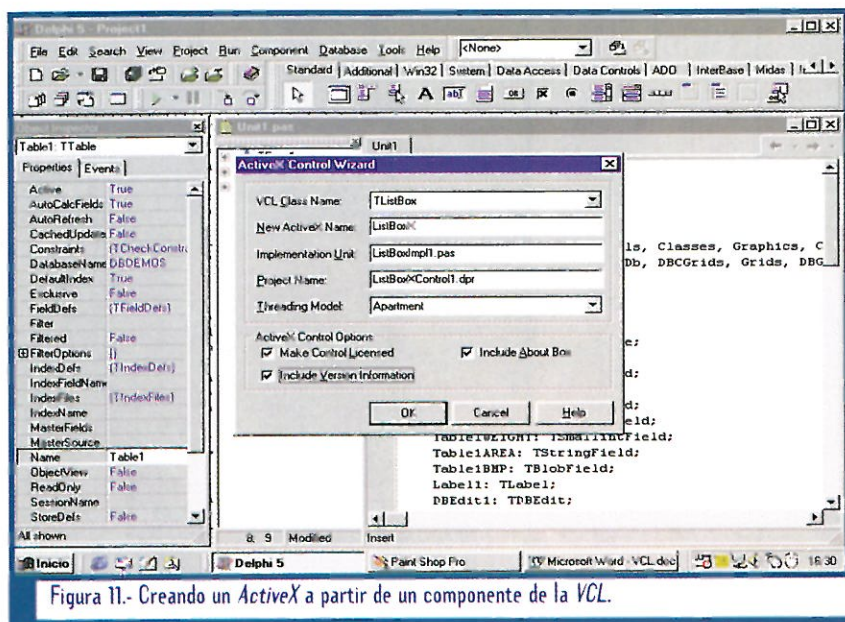 Delphi 5 - Project1
File Edit Search View Project Run Component Database Tools Help <None>
Standard Additional Win32 System Data Access Data Controls ADO InterBase Midas
Table1: TTable
Properties Events
Active True
AutoCalcFields True
AutoRefresh False
CachedUpdate False
Constraints (TCheckConstr
DatabaseName DBDEMOS
DefaultIndex True
Exclusive False
FieldDefs (TFieldDefs)
Filter
Filtered False
FilterOptions []
IndexDefs (TIndexDefs)
IndexFieldNam
IndexFiles (TIndexFiles)
IndexName
MasterFields
MasterSource
Name Table1
ObjectView False
ReadOnly False
SessionName
StoreDefs False
All shown
Unit1.pas
Unit1
ls, Classes, Graphics, C
Db, DBCGrids, Grids, DBG
e;
d;
d;
eld;
Table1WEIGHT: TSmallintField;
Table1AREA: TStringField;
Table1BMP: TBlobField;
Label1: TLabel;
DBEdit1: TDBEdit;
8: 9 Modified Insert
ActiveX Control Wizard
VCL Class Name: TListBox
New ActiveX Name: ListBoxX
Implementation Unit: ListBoxImpl1.pas
Project Name: ListBoxXControl1.dpr
Threading Model: Apartment
ActiveX Control Options
Make Control Licensed Include About Box
Include Version Information
OK Cancel Help
Inicio Delphi 5 Paint Shop Pro Microsoft Word - VCL.doc 16:30
Figura 11.- Creando un ActiveX a partir de un componente de la VCL.